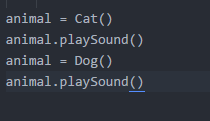 animal = Cat()
animal.playSound()
animal = Dog()
animal.playSound()